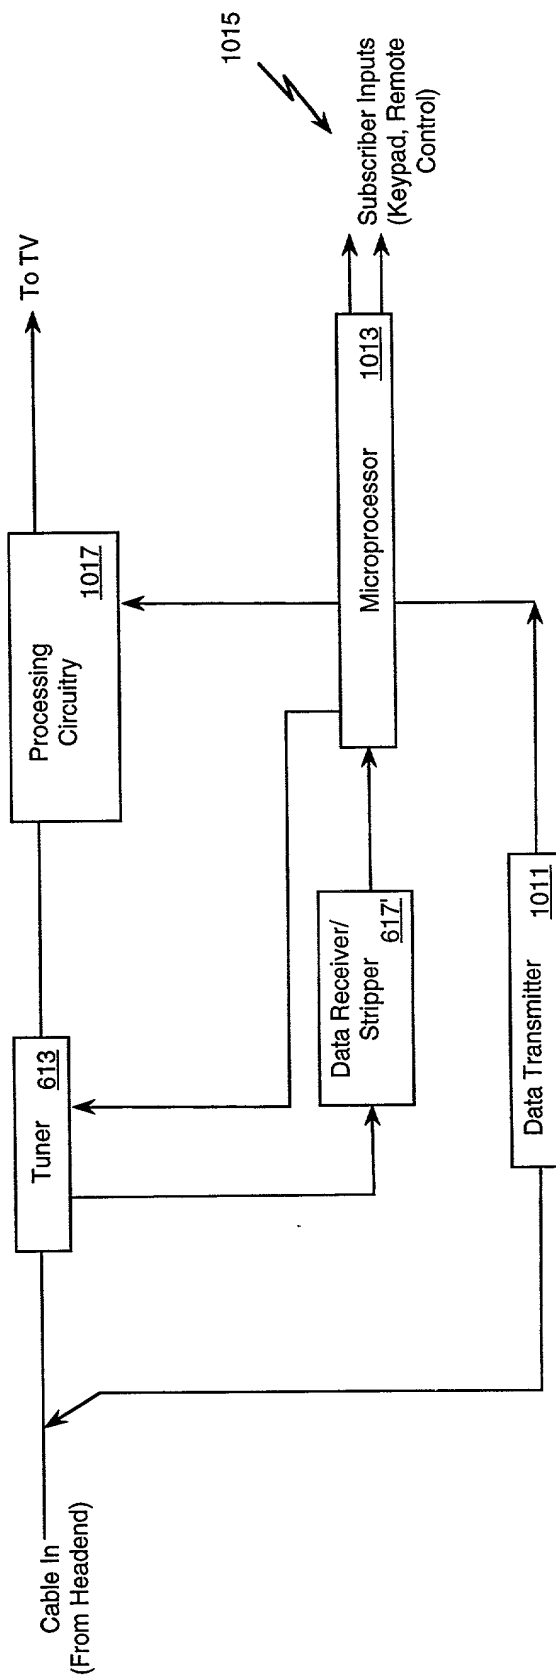 Cable In
(From Headend)
Tuner 613
Processing
Circuitry
1017
To TV
Data Receiver/
Stripper
617'
Data Transmitter
1011
Microprocessor
1013
Subscriber Inputs
(Keypad, Remote
Control)
1015